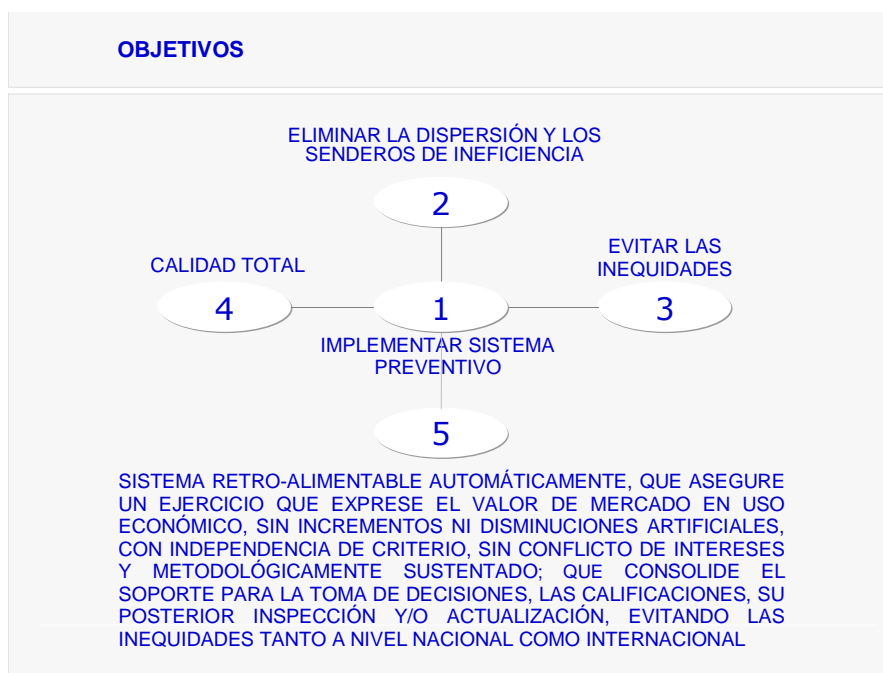 OBJETIVOS
ELIMINAR LA DISPERSIÓN Y LOS
SENDEROS DE INEFICIENCIA
2
CALIDAD TOTAL
4
EVITAR LAS
INEQUIDADES
3
1
IMPLEMENTAR SISTEMA
PREVENTIVO
5
SISTEMA RETRO-ALIMENTABLE AUTOMÁTICAMENTE, QUE ASEGURE
UN EJERCICIO QUE EXPRESE EL VALOR DE MERCADO EN USO
ECONÓMICO, SIN INCREMENTOS NI DISMINUCIONES ARTIFICIALES,
CON INDEPENDENCIA DE CRITERIO, SIN CONFLICTO DE INTERESES
Y METODOLÓGICAMENTE SUSTENTADO; QUE CONSOLIDE EL
SOPORTE PARA LA TOMA DE DECISIONES, LAS CALIFICACIONES, SU
POSTERIOR INSPECCIÓN Y/O ACTUALIZACIÓN, EVITANDO LAS
INEQUIDADES TANTO A NIVEL NACIONAL COMO INTERNACIONAL